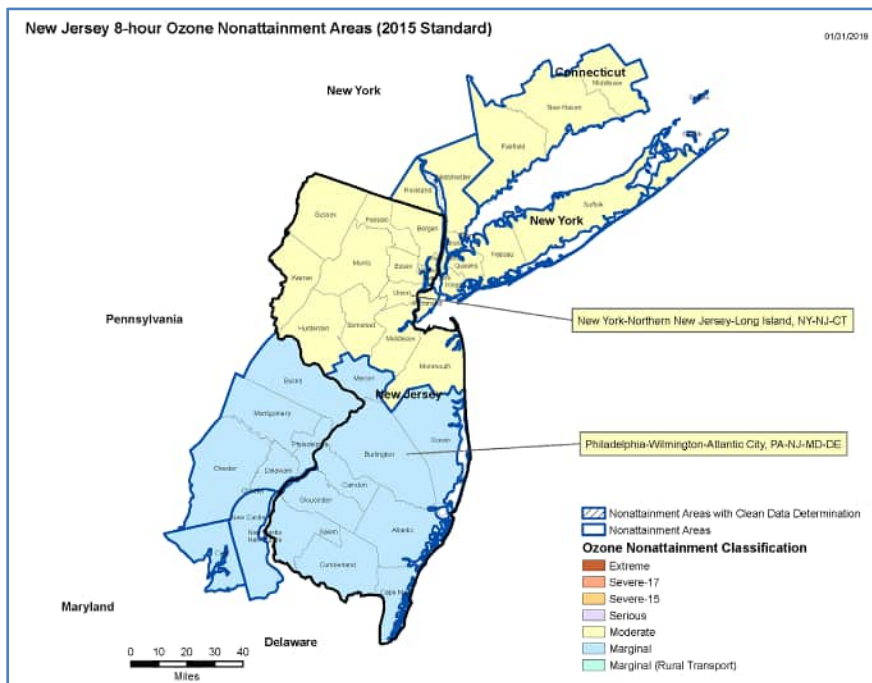 New Jersey 8-hour Ozone Nonattainment Areas (2015 Standard)
01/31/2019
New York
Connecticut
Middlesex
New Haven
Fairfield
Westchester
Rockland
New York
Suffolk
Nassau
Queens
Sussex
Passaic
Bergen
Morris
Essex
Warren
Union
Hunterdon
Somerset
Middlesex
Monmouth
Pennsylvania
New York-Northern New Jersey-Long Island, NY-NJ-CT
Mercer
New Jersey
Bucks
Montgomery
Philadelphia
Ocean
Burlington
Philadelphia-Wilmington-Atlantic City, PA-NJ-MD-DE
Chester
Delaware
Camden
Gloucester
New Castle
Salem
Atlantic
Cumberland
Cape May
Maryland
Delaware
Nonattainment Areas with Clean Data Determination
Nonattainment Areas
Ozone Nonattainment Classification
Extreme
Severe-17
Severe-15
Serious
Moderate
Marginal
Marginal (Rural Transport)
0 10 20 30 40
Miles